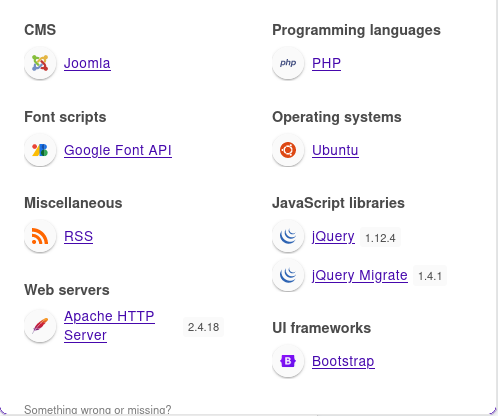 CMS
Joomla
Font scripts
Google Font API
Miscellaneous
RSS
Web servers
Apache HTTP
Server
2.4.18
Programming languages
php
PHP
Operating systems
Ubuntu
JavaScript libraries
jQuery 1.12.4
jQuery Migrate 1.4.1
UI frameworks
B
Bootstrap
Something wrong or missing?